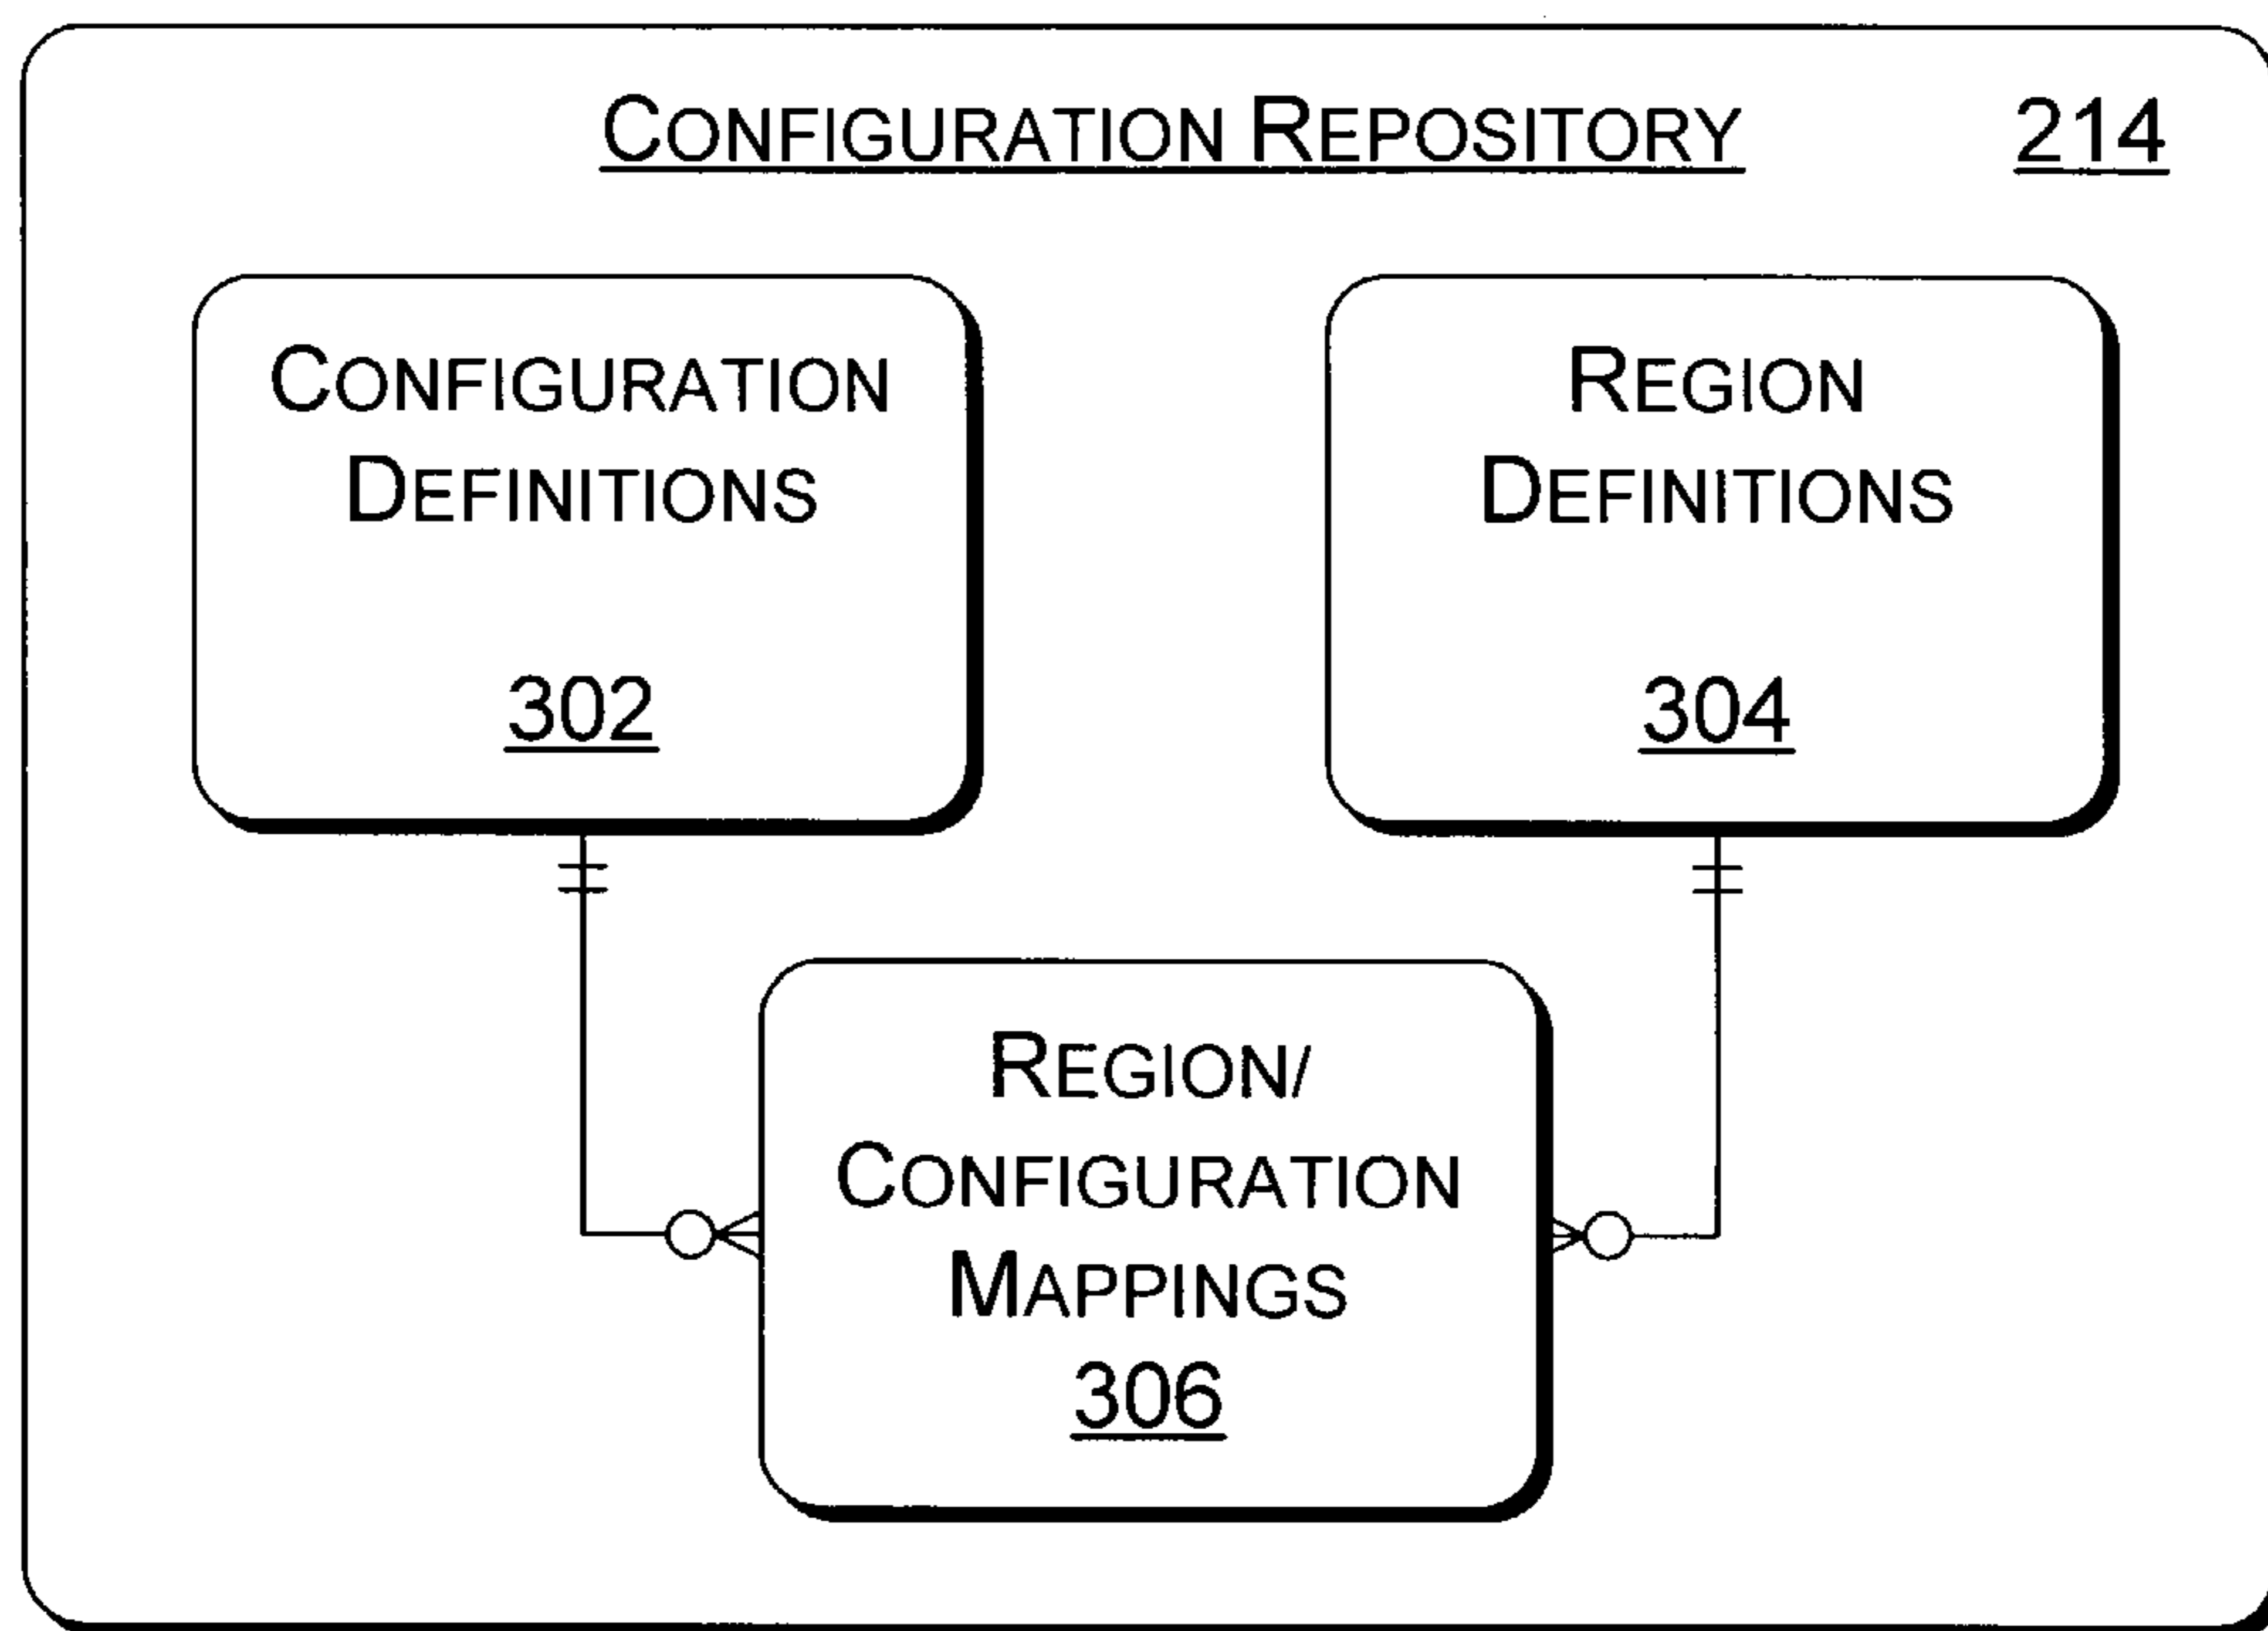 CONFIGURATION REPOSITORY 214
CONFIGURATION
DEFINITIONS
302
REGION
DEFINITIONS
304
REGION/
CONFIGURATION
MAPPINGS
306